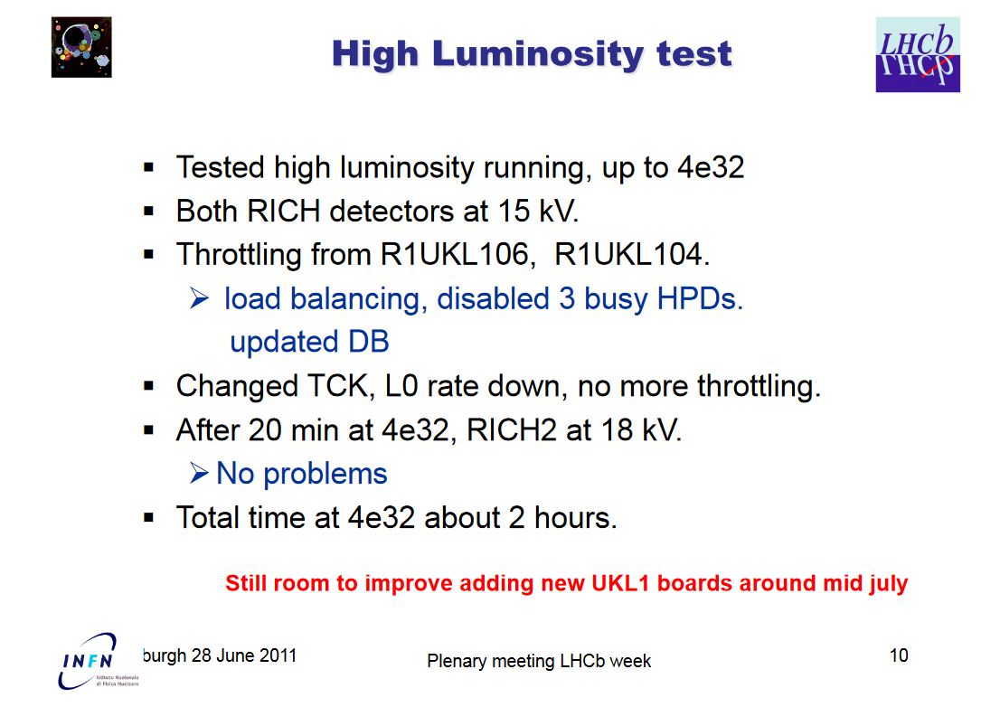 High Luminosity test
LHCb
LHCb
▪ Tested high luminosity running, up to 4e32
▪ Both RICH detectors at 15 kV.
▪ Throttling from R1UKL106, R1UKL104.
➢ load balancing, disabled 3 busy HPDs.
updated DB
▪ Changed TCK, L0 rate down, no more throttling.
▪ After 20 min at 4e32, RICH2 at 18 kV.
➢ No problems
▪ Total time at 4e32 about 2 hours.
Still room to improve adding new UKL1 boards around mid july
INFN
Istituto Nazionale
di Fisica Nucleare
burgh 28 June 2011
Plenary meeting LHCb week
10